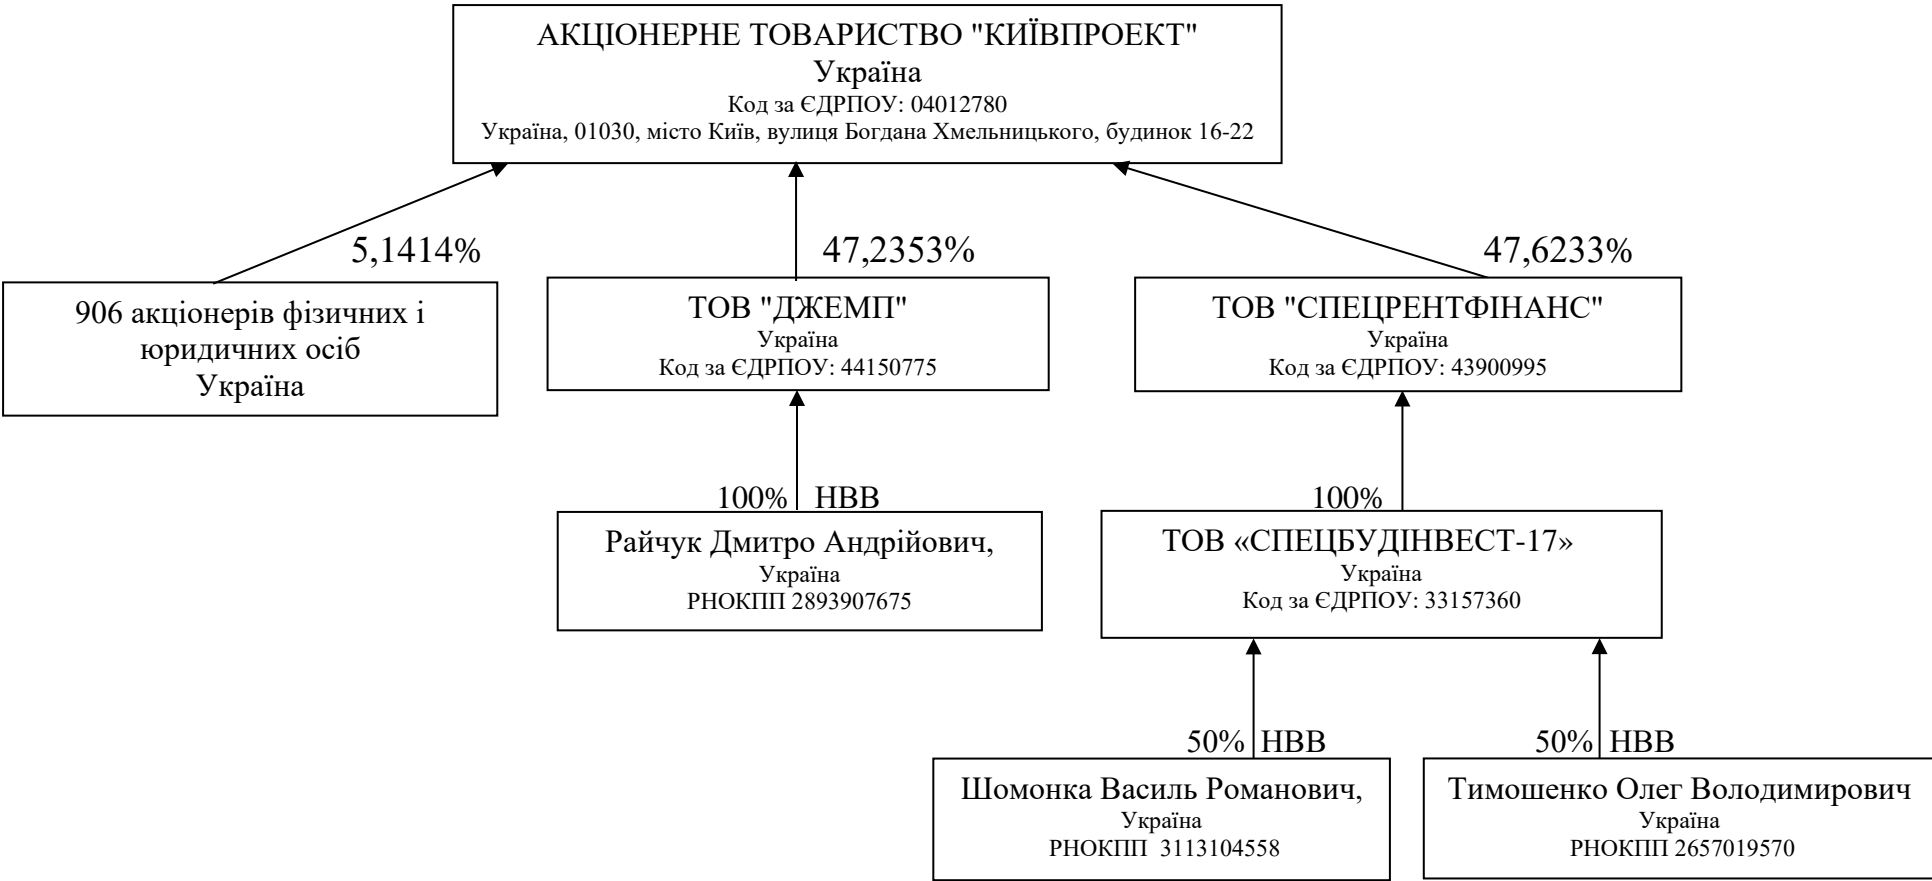 АКЦІОНЕРНЕ ТОВАРИСТВО "КИЇВПРОЕКТ"
Україна
Код за ЄДРПОУ: 04012780
Україна, 01030, місто Київ, вулиця Богдана Хмельницького, будинок 16-22
5,1414%
47,2353%
47,6233%
906 акціонерів фізичних і
юридичних осіб
Україна
ТОВ "ДЖЕМП"
Україна
Код за ЄДРПОУ: 44150775
ТОВ "СПЕЦРЕНТФІНАНС"
Україна
Код за ЄДРПОУ: 43900995
100% НВВ
100%
Райчук Дмитро Андрійович,
Україна
РНОКПП 2893907675
ТОВ «СПЕЦБУДІНВЕСТ-17»
Україна
Код за ЄДРПОУ: 33157360
50% НВВ
50% НВВ
Шомонка Василь Романович,
Україна
РНОКПП 3113104558
Тимошенко Олег Володимирович
Україна
РНОКПП 2657019570